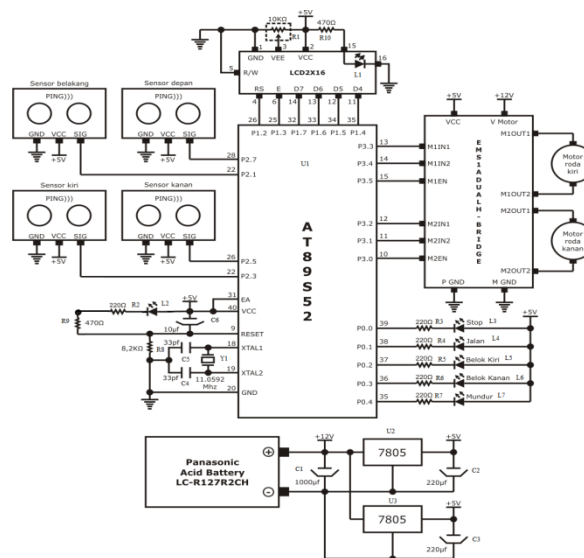 +5V
10KΩ
470Ω
R1
R10
1
3
2
15
16
GND
VEE
VCC
L1
5
R/W
LCD2X16
RS
E
D7
D6
D5
D4
4
6
14
13
12
11
26
25
32
33
34
35
P1.2
P1.3
P1.7
P1.6
P1.5
P1.4
Sensor belakang
Sensor depan
PING)))
PING)))
GND
VCC
SIG
GND
VCC
SIG
+5V
+5V
28
P2.7
22
P2.1
Sensor kiri
Sensor kanan
PING)))
PING)))
GND
VCC
SIG
GND
VCC
SIG
+5V
+5V
26
P2.5
22
P2.3
U1
AT89S52
P3.3
13
M1IN1
P3.4
14
M1IN2
P3.5
15
M1EN
P3.2
12
M2IN1
P3.1
11
M2IN2
P3.0
10
M2EN
+5V
+12V
VCC
V Motor
EMS1ADUALH-BRIDGE
M1OUT1
Motor
roda
kiri
M1OUT2
M2OUT1
Motor
roda
kanan
M2OUT2
P GND
M GND
31
EA
+5V
40
VCC
220Ω
R2
L2
C6
R9
470Ω
10µf
9
RESET
8,2KΩ
R8
33pf
C5
Y1
18
XTAL1
33pf
C4
11.0592
Mhz
19
XTAL2
20
GND
+5V
P0.0
39
220Ω
R3
Stop
L3
P0.1
38
220Ω
R4
Jalan
L4
P0.2
37
220Ω
R5
Belok Kiri
L5
P0.3
36
220Ω
R6
Belok Kanan
L6
P0.4
35
220Ω
R7
Mundur
L7
Panasonic
Acid Battery
LC-R127R2CH
+12V
C1
1000µf
U2
7805
+5V
C2
220µf
U3
7805
+5V
C3
220µf